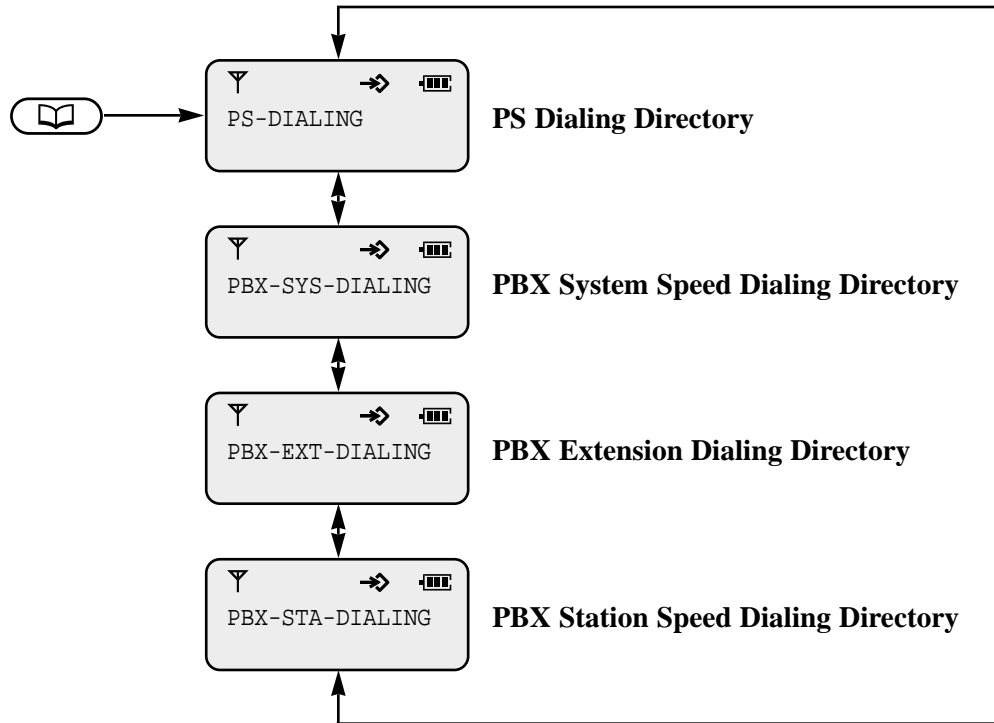 PS-DIALING
PS Dialing Directory
PBX-SYS-DIALING
PBX System Speed Dialing Directory
PBX-EXT-DIALING
PBX Extension Dialing Directory
PBX-STA-DIALING
PBX Station Speed Dialing Directory